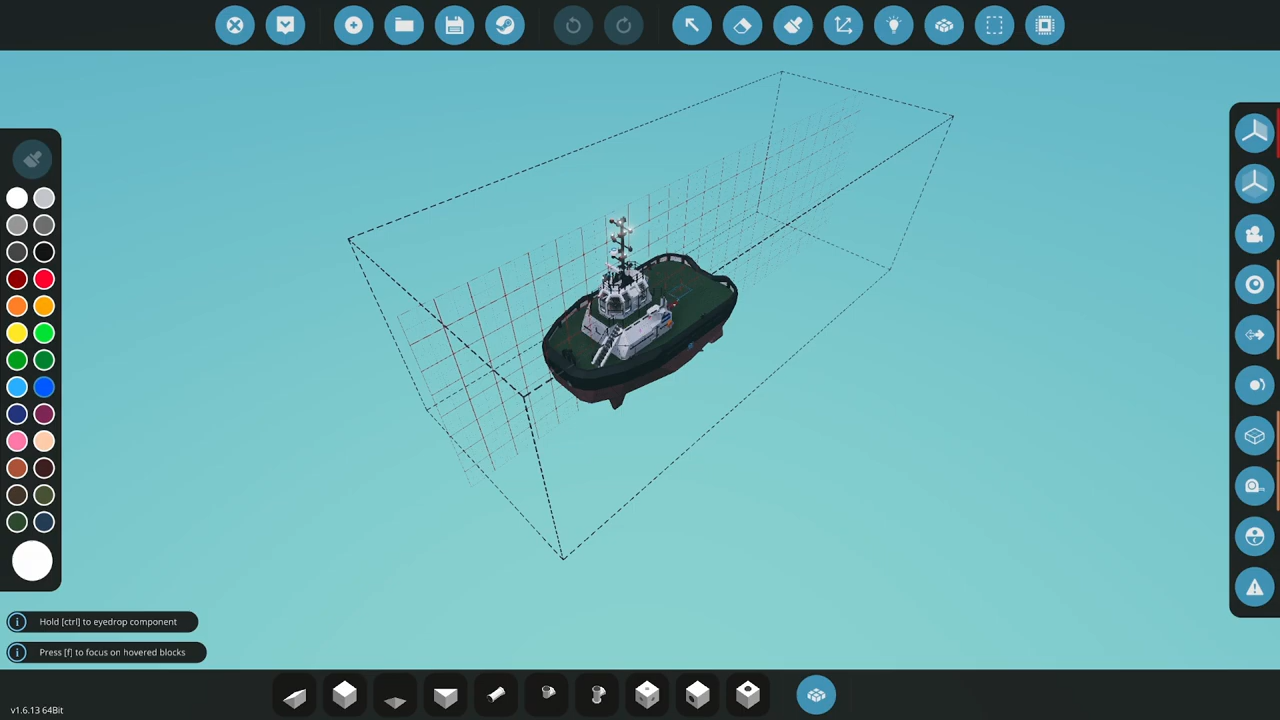 Hold [ctrl] to eyedrop component
Press [f] to focus on hovered blocks
v1.6.13 64Bit